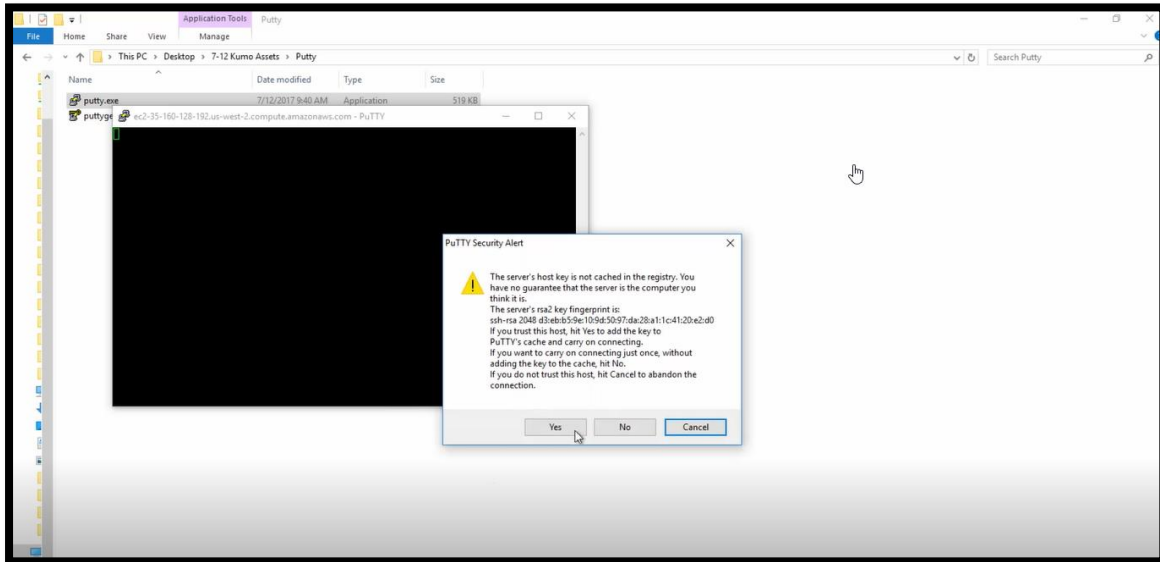 Application Tools
Putty
File
Home
Share
View
Manage
This PC > Desktop > 7-12 Kumo Assets > Putty
Search Putty
Name
Date modified
Type
Size
putty.exe
7/12/2017 9:40 AM
Application
519 KB
puttyge
ec2-35-160-128-192.us-west-2.compute.amazonaws.com - PuTTY
PuTTY Security Alert
The server's host key is not cached in the registry. You
have no guarantee that the server is the computer you
think it is.
The server's rsa2 key fingerprint is:
ssh-rsa 2048 d3:eb:b5:9e:10:9d:50:97:da:28:a1:1c:41:20:e2:d0
If you trust this host, hit Yes to add the key to
PuTTY's cache and carry on connecting.
If you want to carry on connecting just once, without
adding the key to the cache, hit No.
If you do not trust this host, hit Cancel to abandon the
connection.
Yes
No
Cancel